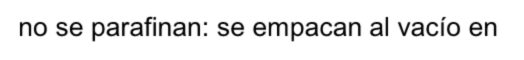 no se parafinan: se empacan al vacío en